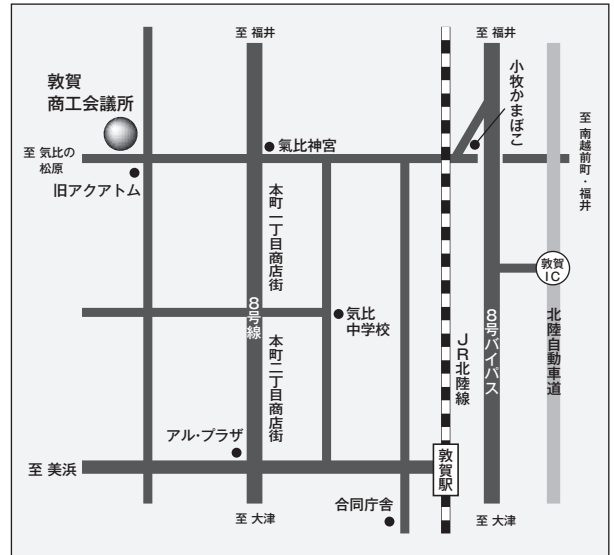 至 福井
至 福井
敦賀
商工会議所
小牧かまぼこ
至 南越前町・福井
至 気比の
松原
氣比神宮
旧アクアトム
本町一丁目商店街
敦賀
IC
8号線
気比
中学校
JR北陸線
8号バイパス
北陸自動車道
本町二丁目商店街
アル・プラザ
至 美浜
敦賀駅
合同庁舎
至 大津
至 大津